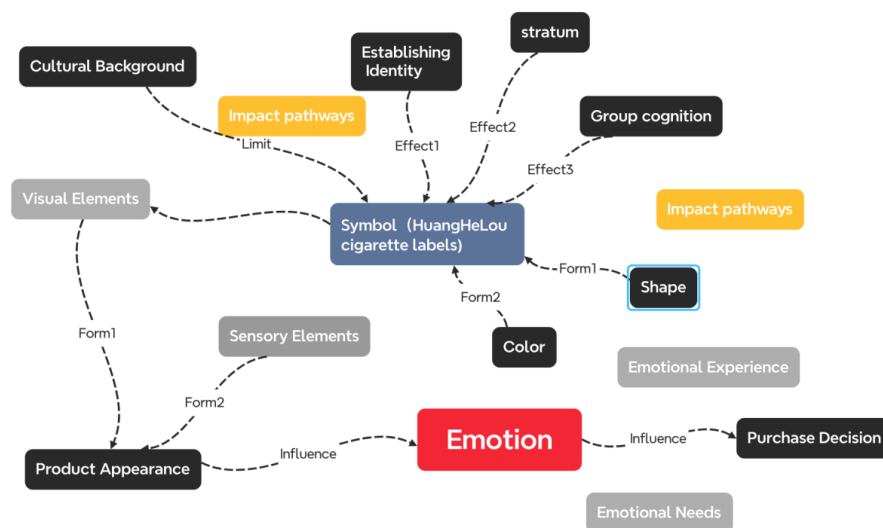 stratum
Establishing
Identity
Cultural Background
Impact pathways
Group cognition
Effect2
Limit
Effect1
Effect3
Visual Elements
Impact pathways
Symbol（HuangHeLou
cigarette labels)
Form1
Shape
Form2
Form1
Sensory Elements
Color
Emotional Experience
Form2
Emotion
Purchase Decision
Influence
Influence
Product Appearance
Emotional Needs